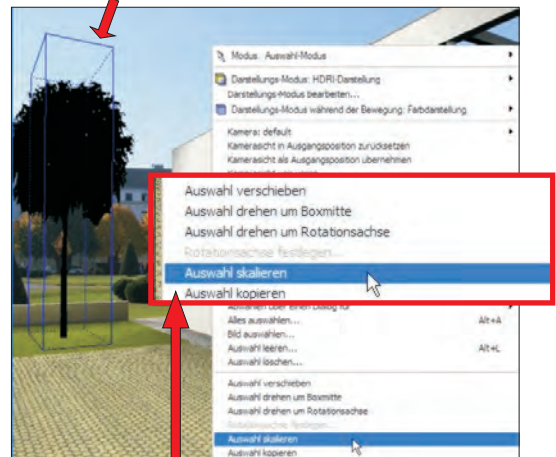 Modus: Auswahl-Modus
Darstellungs-Modus: HDRI-Darstellung
Darstellungs-Modus bearbeiten...
Darstellungs-Modus während der Bewegung: Farbdarstellung
Kamera: default
Kamerasicht in Ausgangsposition zurücksetzen
Kamerasicht als Ausgangsposition übernehmen
Auswahl verschieben
Auswahl drehen um Boxmitte
Auswahl drehen um Rotationsachse
Rotationsachse festlegen...
Auswahl skalieren
Auswahl kopieren
Alles auswählen... Alt+A
Bild auswählen...
Auswahl leeren... Alt+L
Auswahl löschen...
Auswahl verschieben
Auswahl drehen um Boxmitte
Auswahl drehen um Rotationsachse
Rotationsachse festlegen...
Auswahl skalieren
Auswahl kopieren